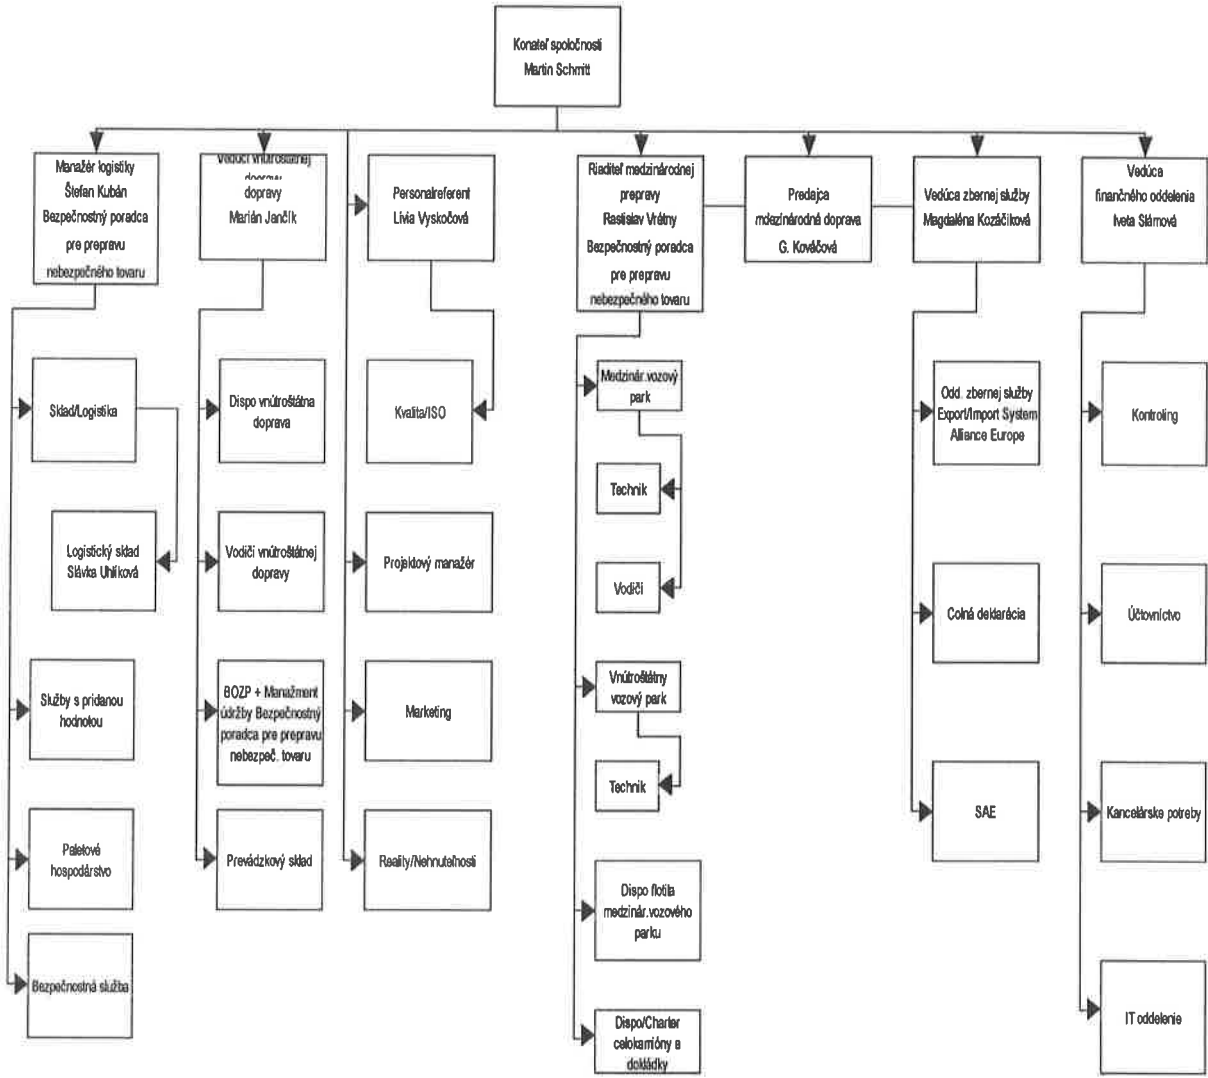 Konateľ spoločnosti
Martin Schmitt
Manažér logistiky
Štefan Kubán
Bezpečnostný poradca
pre prepravu
nebezpečného tovaru
Vedúci vnútroštátnej
dopravy
Marián Jančík
Personalreferent
Lívia Vyskočová
Riaditeľ medzinárodnej
prepravy
Rastislav Vrétny
Bezpečnostný poradca
pre prepravu
nebezpečného tovaru
Predajca
mdezinárodná doprava
G. Kováčová
Vedúca zbernej služby
Magdaléna Kozáčiková
Vedúca
finančného oddelenia
Iveta Slámová
Sklad/Logistika
Logistický sklad
Slávka Uhlíková
Služby s pridanou
hodnotou
Paletové
hospodárstvo
Bezpečnostná služba
Dispo vnútroštátna
doprava
Vodiči vnútroštátnej
dopravy
BOZP + Manažment
údržby Bezpečnostný
poradca pre prepravu
nebezpeč. tovaru
Prevádzkový sklad
Kvalita/ISO
Projektový manažér
Marketing
Reality/Nehnuteľnosti
Medzinár.vozový
park
Technik
Vodiči
Vnútroštátny
vozový park
Technik
Dispo flotila
medzinár.vozového
parku
Dispo/Charter
celokamióny a
dokládky
Odd. zbernej služby
Export/Import System
Alliance Europe
Colná deklarácia
SAE
Kontroling
Účtovníctvo
Kancelárske potreby
IT oddelenie